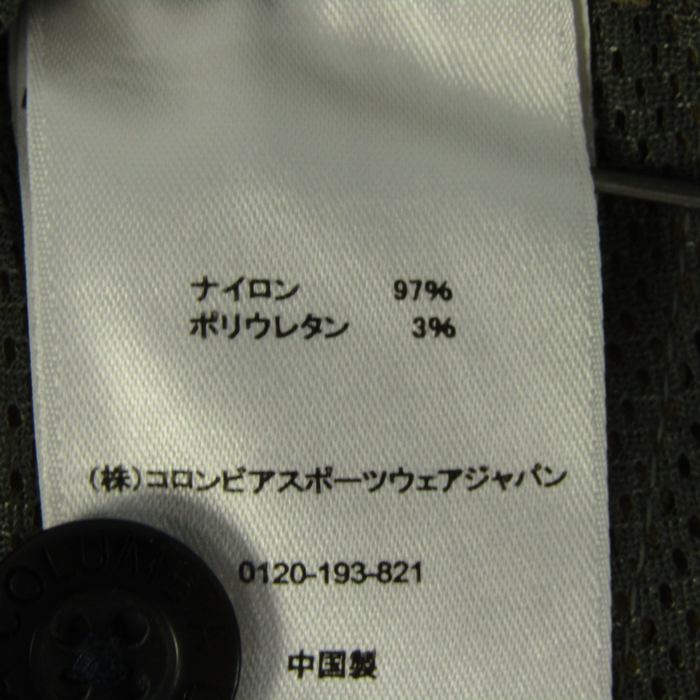 ナイロン 97%
ポリウレタン 3%
(株)コロンビアスポーツウェアジャパン
0120-193-821
中国製